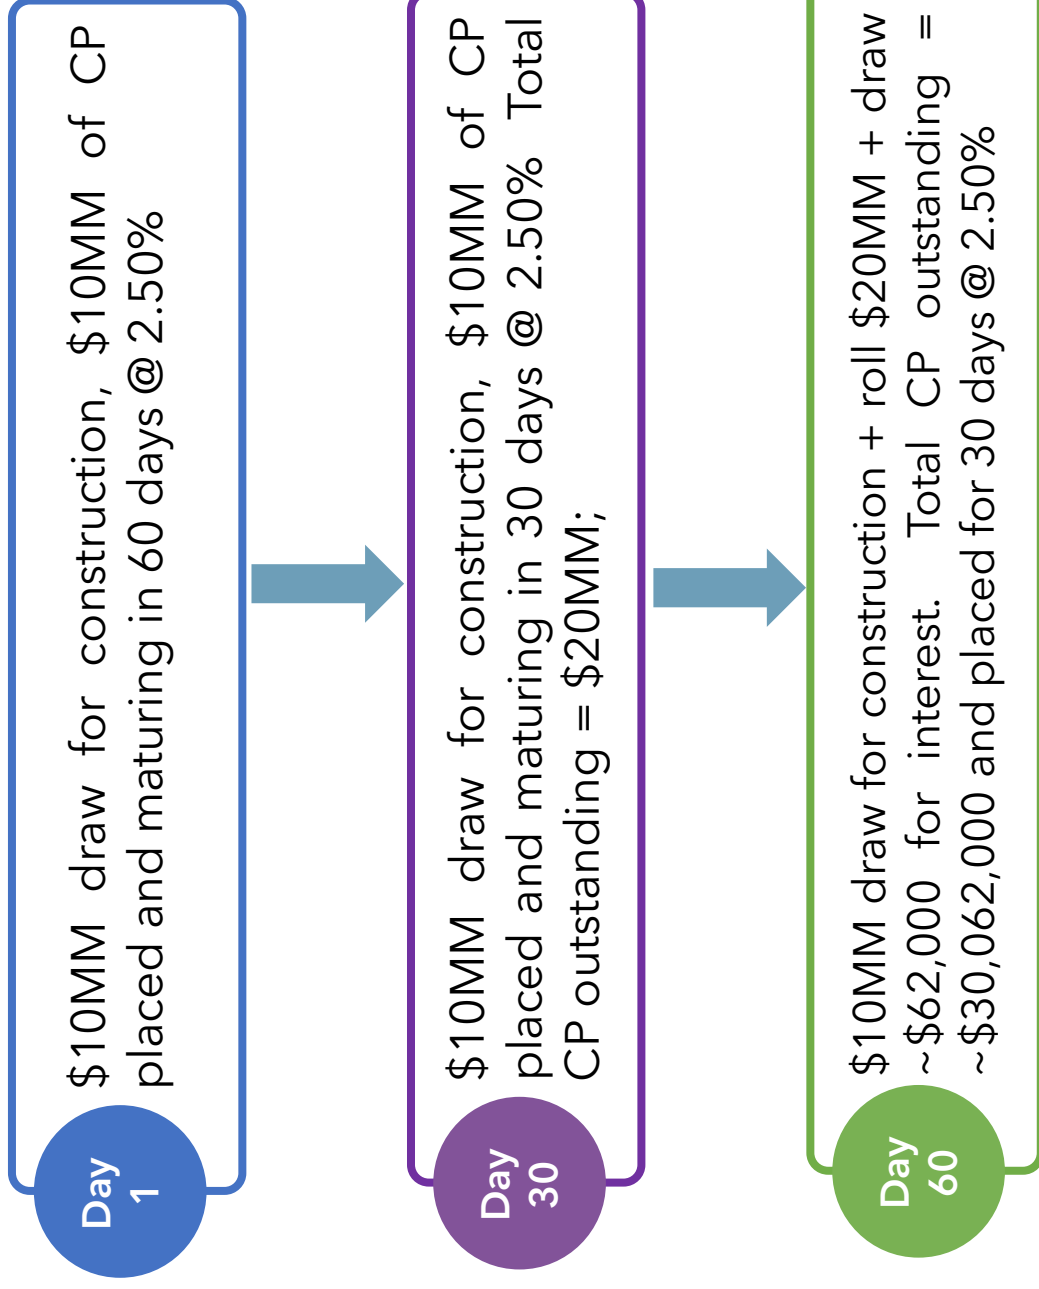 Day
1
$10MM draw for construction, $10MM of CP
placed and maturing in 60 days @ 2.50%
Day
30
$10MM draw for construction, $10MM of CP
placed and maturing in 30 days @ 2.50% Total
CP outstanding = $20MM;
Day
60
$10MM draw for construction + roll $20MM + draw
~$62,000 for interest. Total CP outstanding =
~$30,062,000 and placed for 30 days @ 2.50%